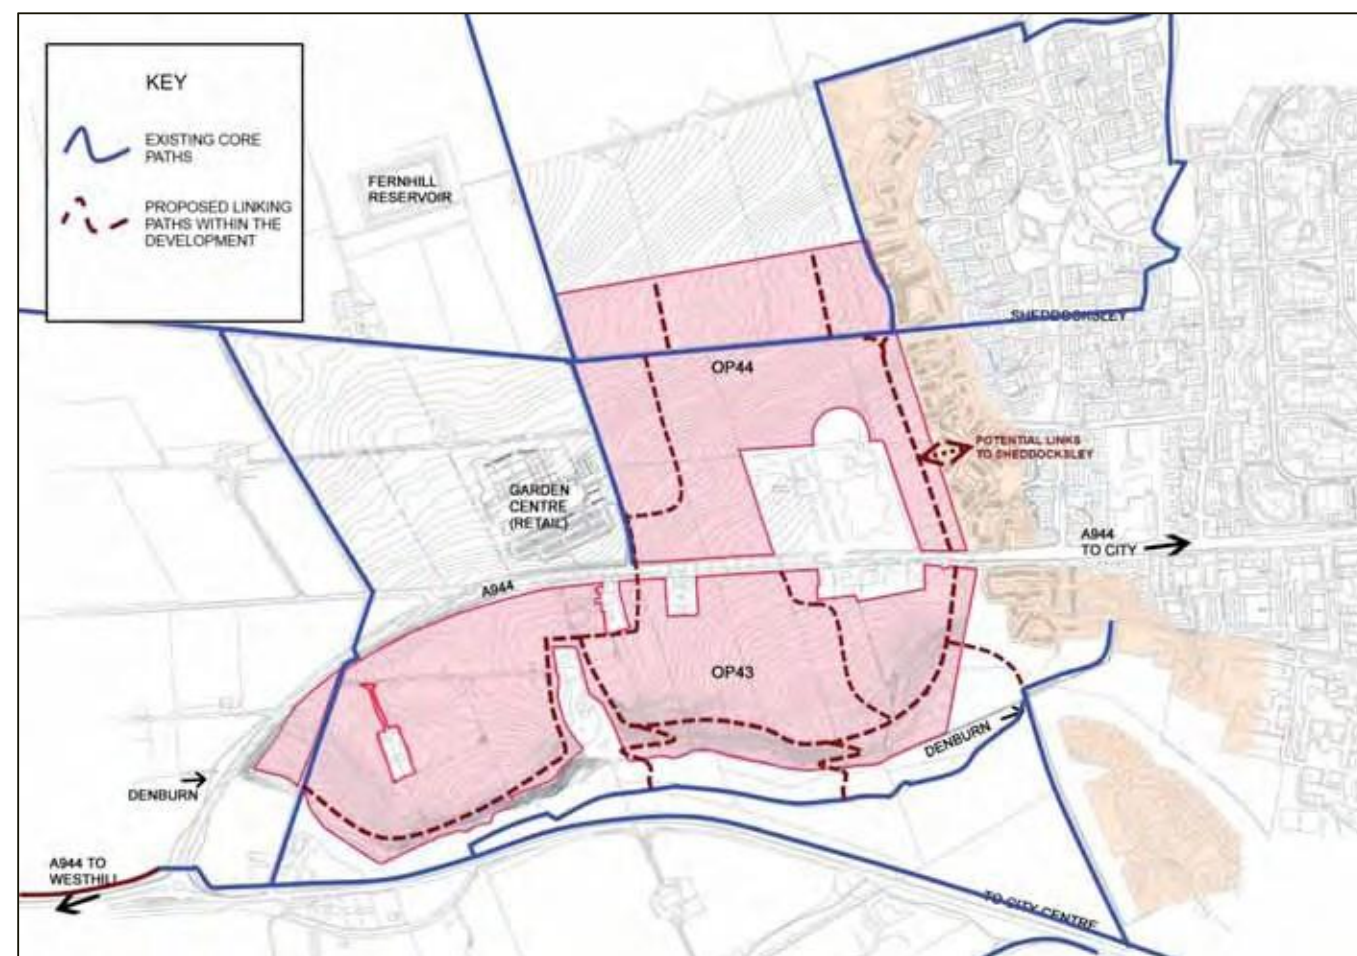 KEY
EXISTING CORE
PATHS
PROPOSED LINKING
PATHS WITHIN THE
DEVELOPMENT
FERNHILL
RESERVOIR
SHEDDOCKSLEY
OP44
POTENTIAL LINKS
TO SHEDDOCKSLEY
GARDEN
CENTRE
(RETAIL)
A944
TO CITY
A944
OP43
DENBURN
DENBURN
A944 TO
WESTHILL
TO CITY CENTRE